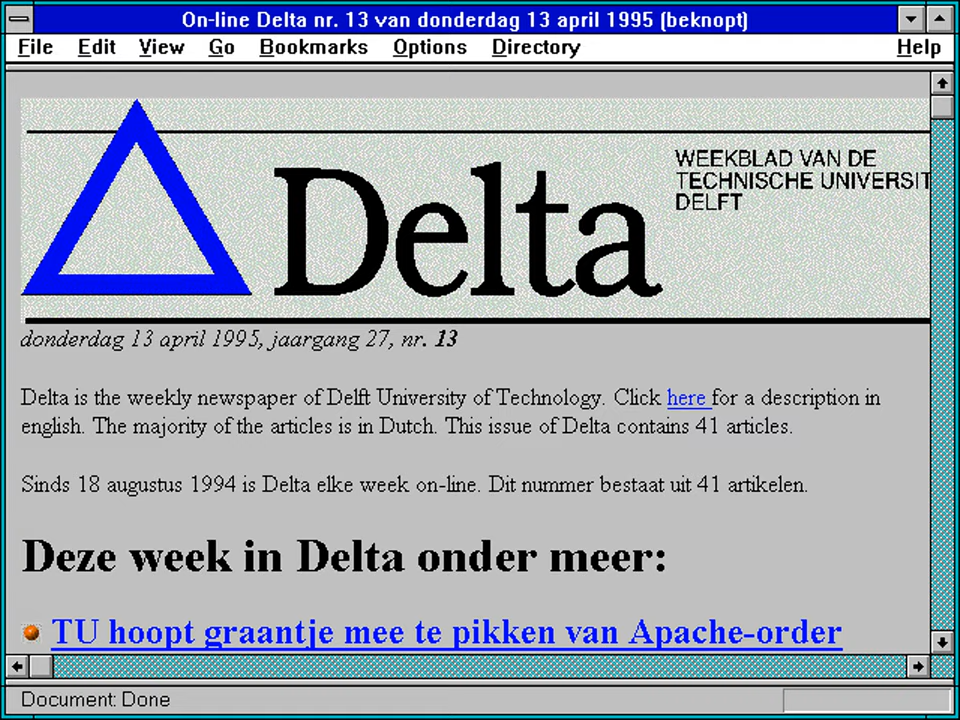 On-line Delta nr. 13 van donderdag 13 april 1995 (beknopt)
File Edit View Go Bookmarks Options Directory Help
Delta
WEEKBLAD VAN DE
TECHNISCHE UNIVERSIT
DELFT
donderdag 13 april 1995, jaargang 27, nr. 13
Delta is the weekly newspaper of Delft University of Technology. Click here for a description in
english. The majority of the articles is in Dutch. This issue of Delta contains 41 articles.
Sinds 18 augustus 1994 is Delta elke week on-line. Dit nummer bestaat uit 41 artikelen.
Deze week in Delta onder meer:
TU hoopt graantje mee te pikken van Apache-order
Document: Done